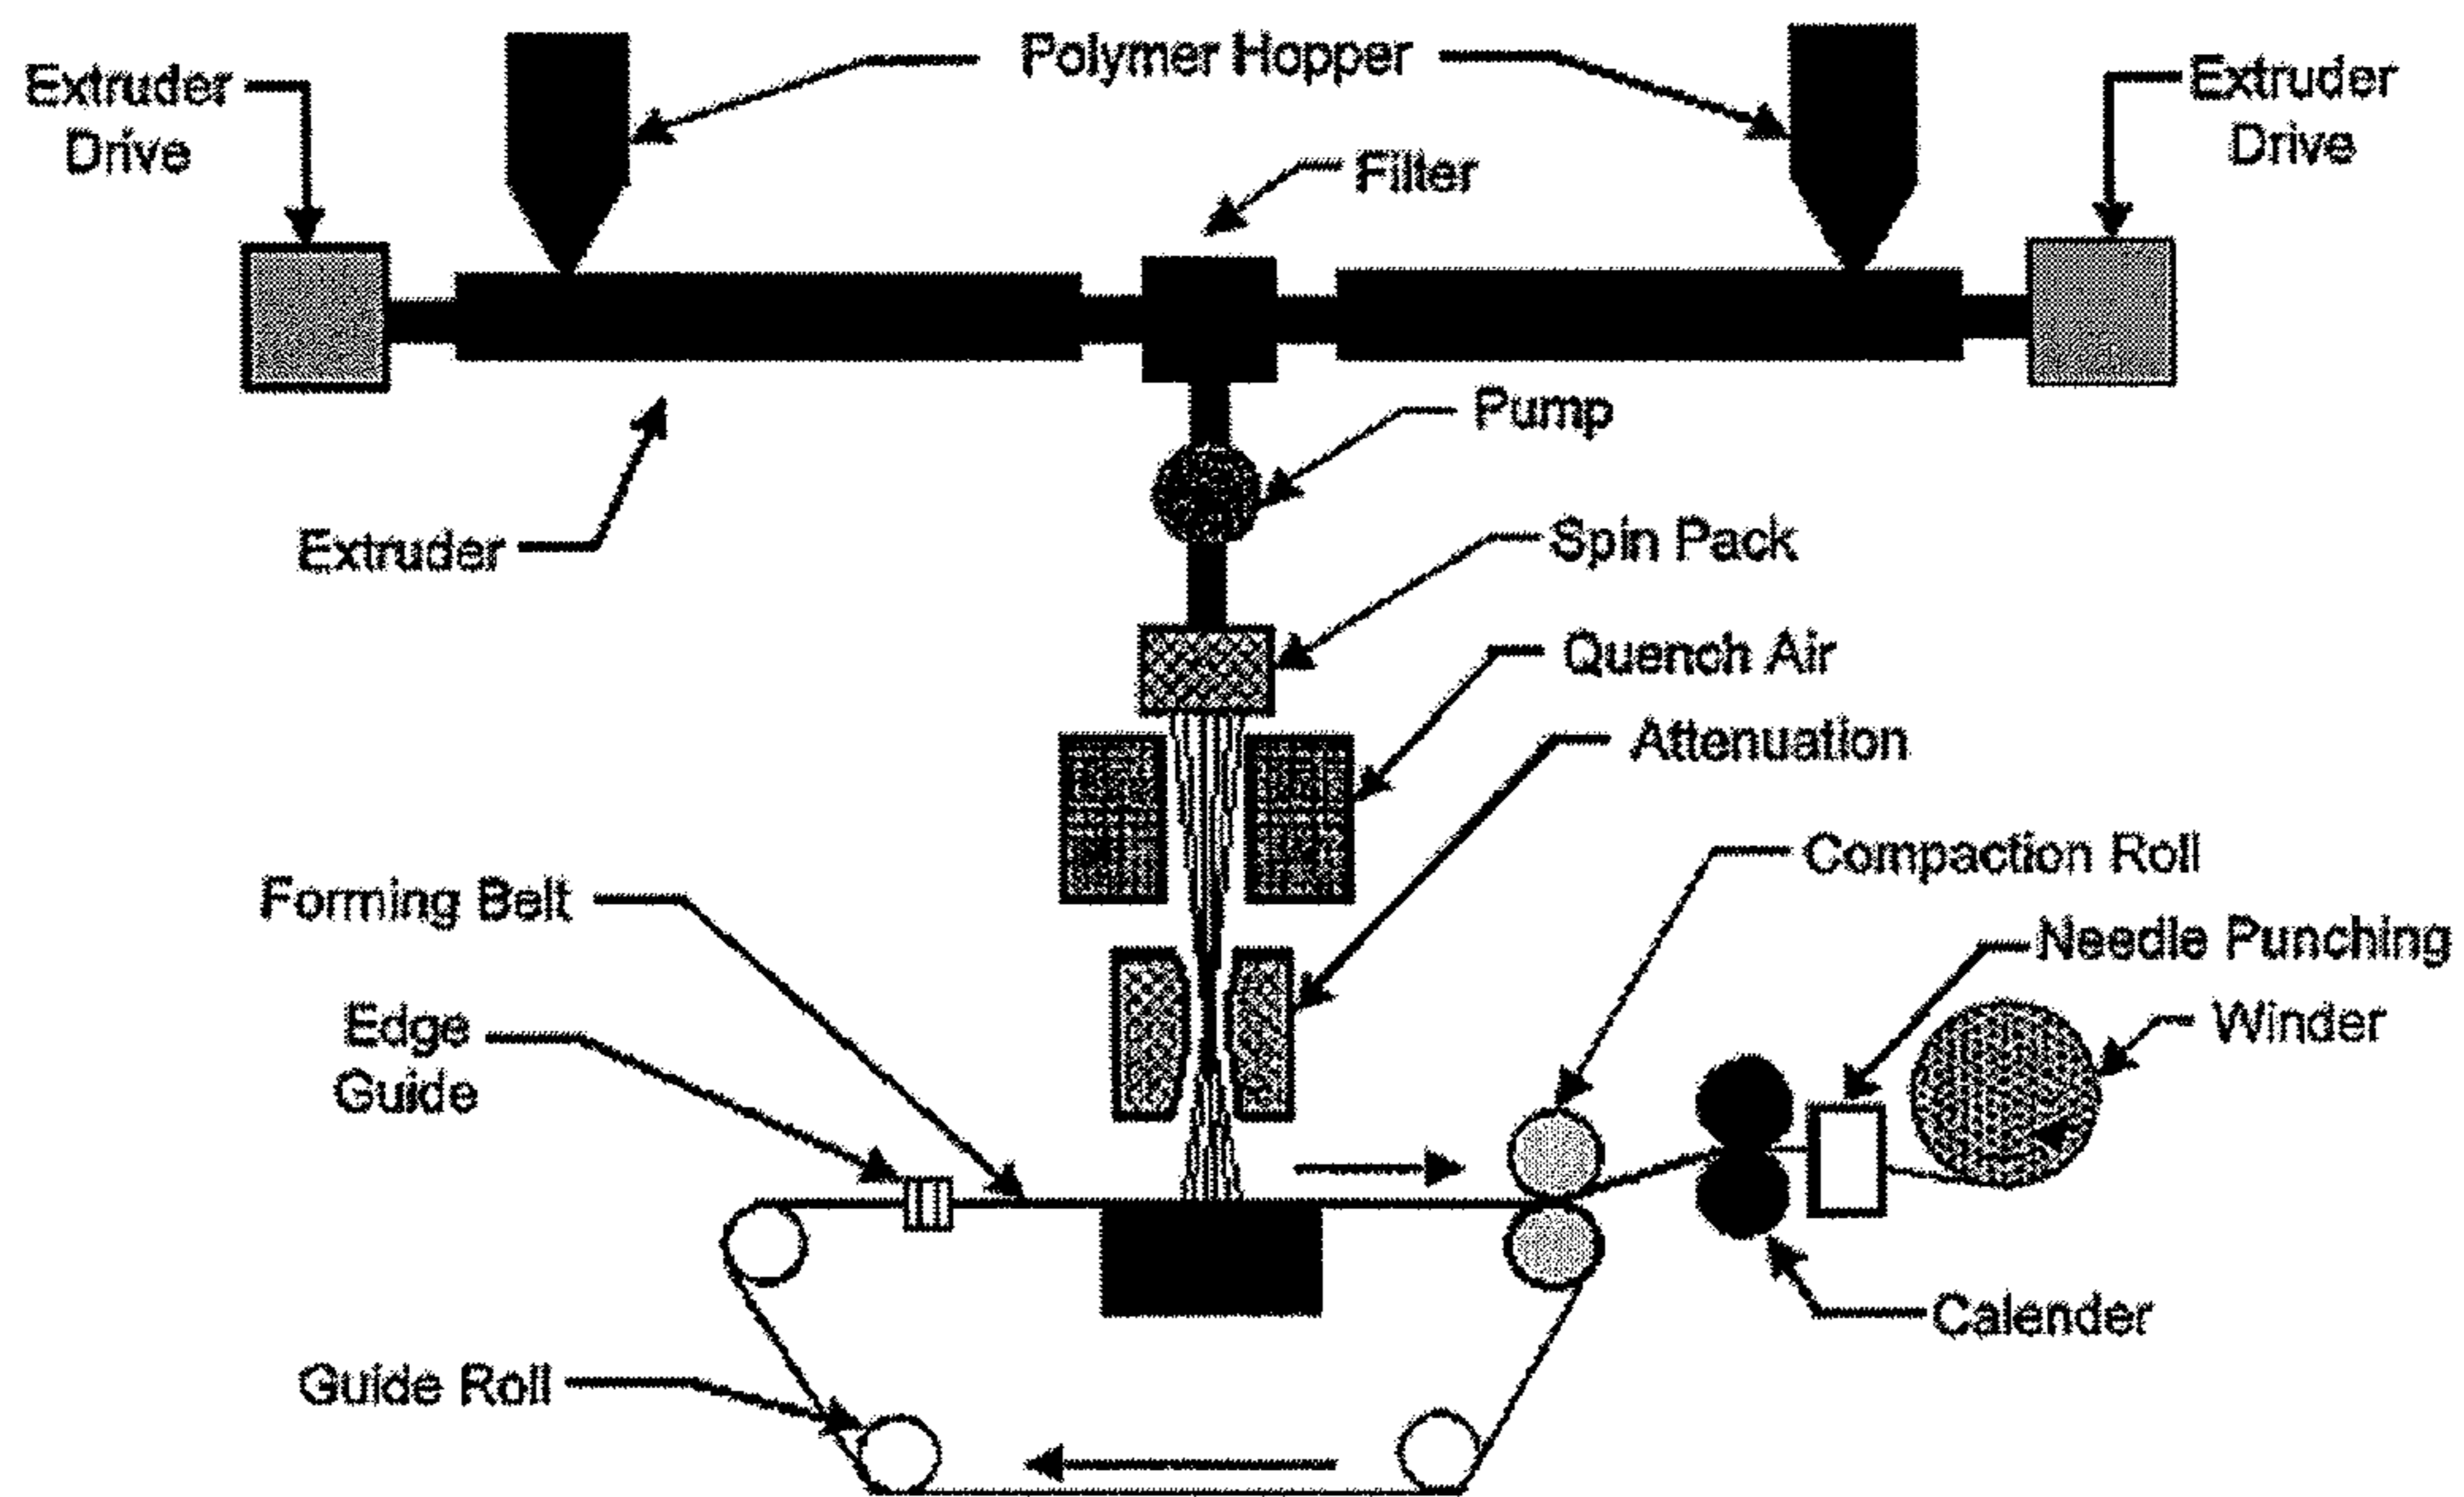 Polymer Hopper
Extruder
Drive
Extruder
Drive
Filter
Pump
Extruder
Spin Pack
Quench Air
Attenuation
Compaction Roll
Forming Belt
Needle Punching
Edge
Guide
Winder
Calender
Guide Roll